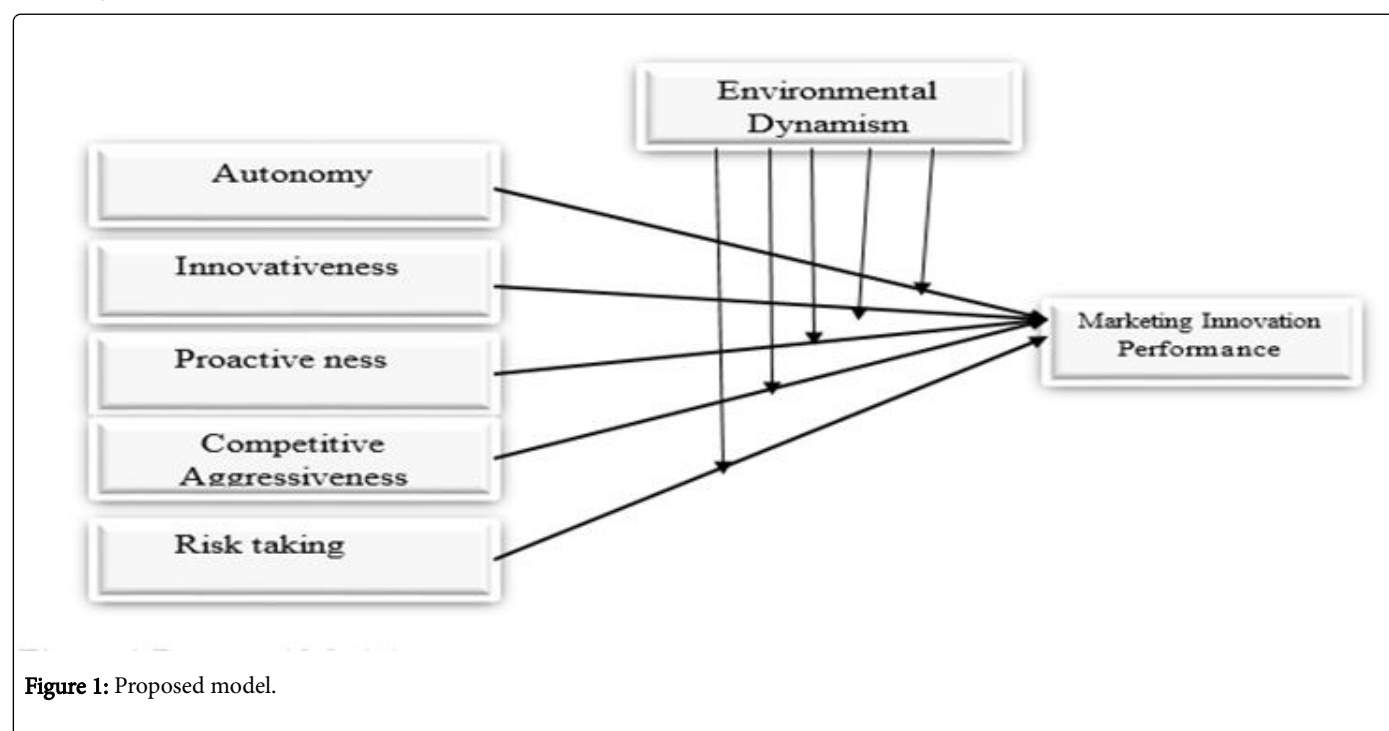 Environmental
Dynamism
Autonomy
Innovativeness
Proactive ness
Competitive
Aggressiveness
Risk taking
Marketing Innovation
Performance
Figure 1: Proposed model.